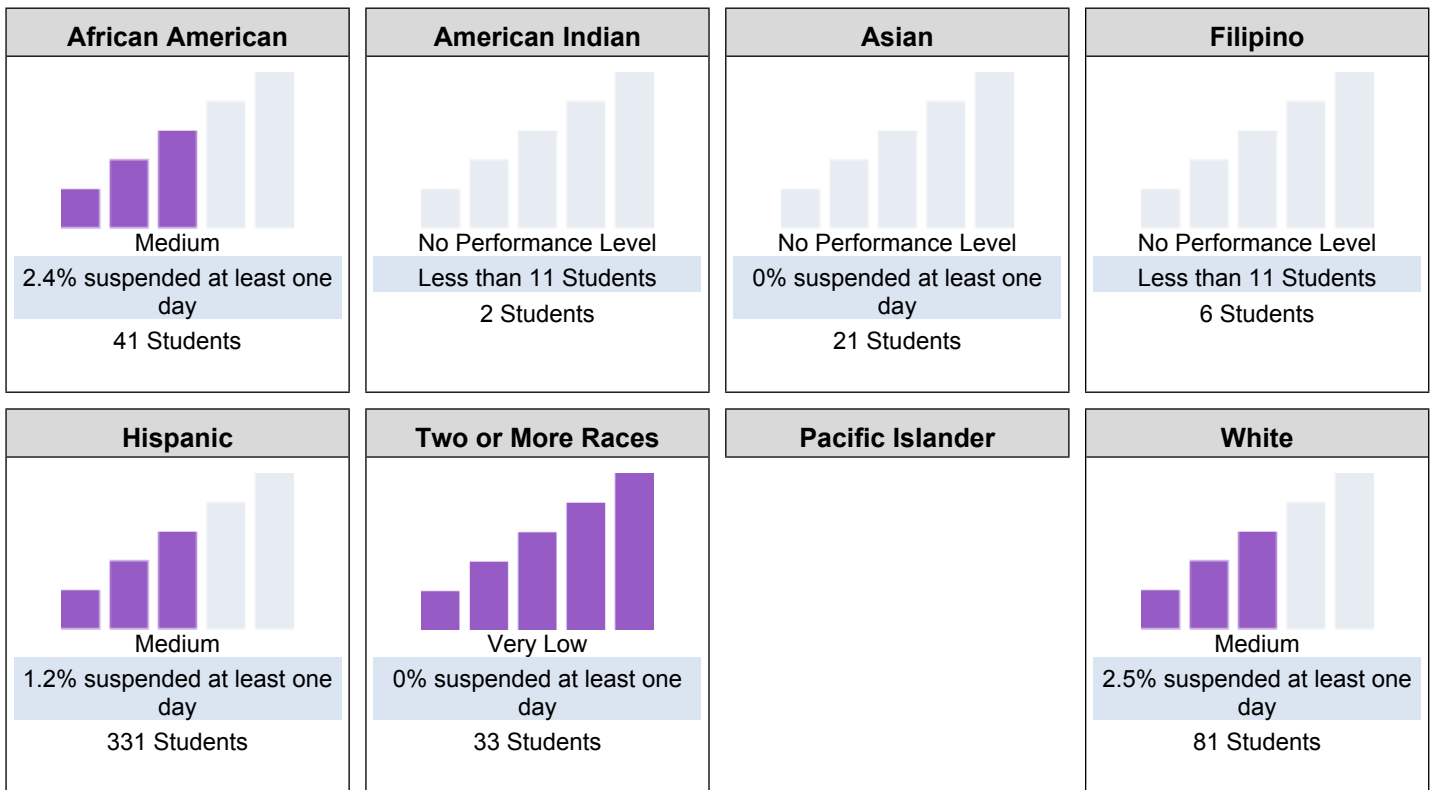 African American
Medium
2.4% suspended at least one
day
41 Students
American Indian
No Performance Level
Less than 11 Students
2 Students
Asian
No Performance Level
0% suspended at least one
day
21 Students
Filipino
No Performance Level
Less than 11 Students
6 Students
Hispanic
Medium
1.2% suspended at least one
day
331 Students
Two or More Races
Very Low
0% suspended at least one
day
33 Students
Pacific Islander
White
Medium
2.5% suspended at least one
day
81 Students